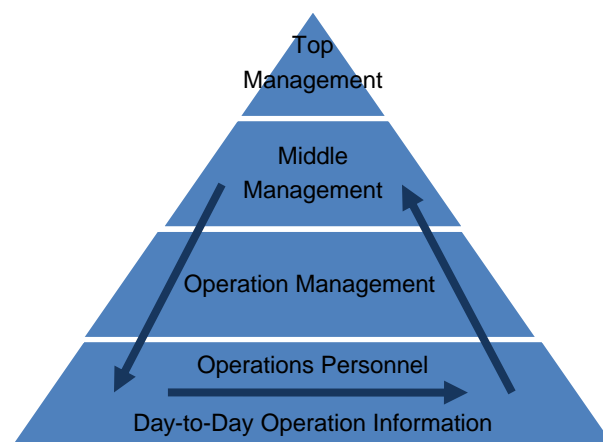 Top
Management
Middle
Management
Operation Management
Operations Personnel
Day-to-Day Operation Information